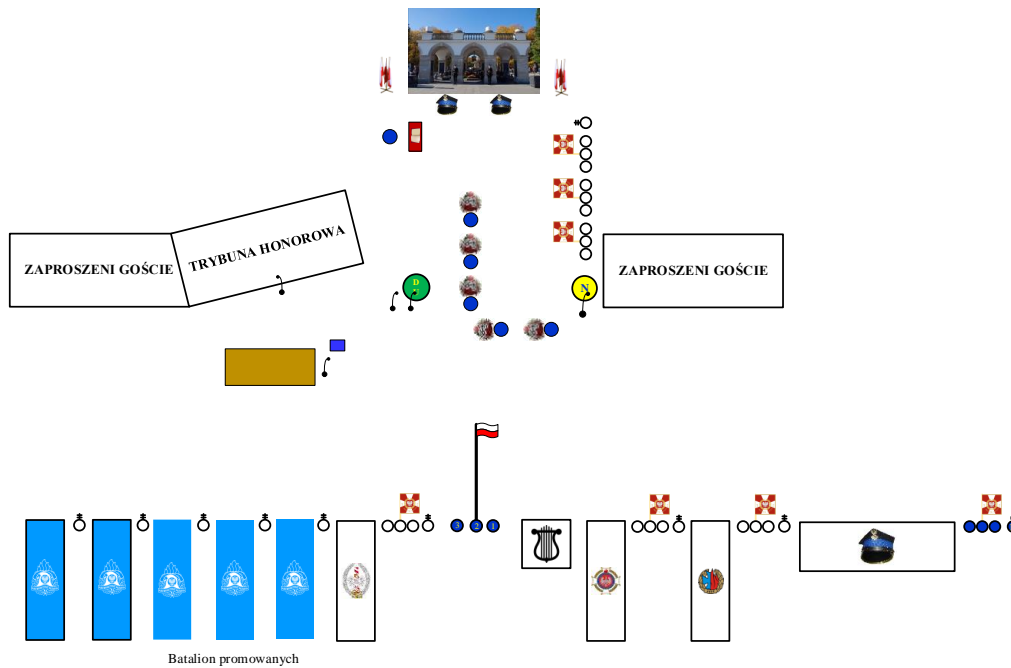 TRYBUNA HONOROWA
ZAPROSZENI GOŚCIE
ZAPROSZENI GOŚCIE
D
N
3 2 1
Batalion promowanych